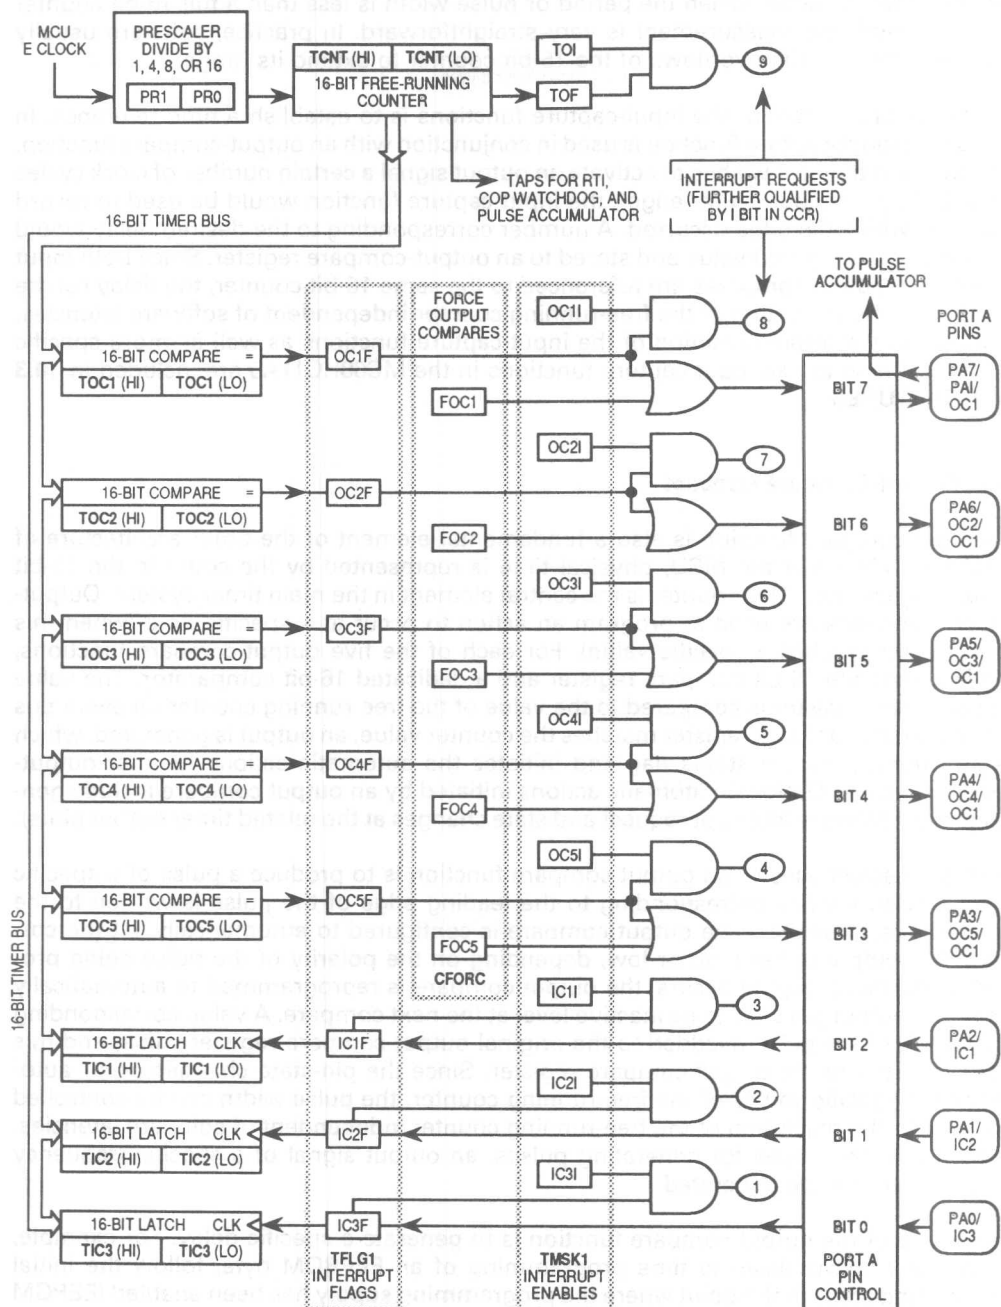 MCU
E CLOCK
PRESCALER
DIVIDE BY
1, 4, 8, OR 16
PR1 PR0
TCNT (HI) TCNT (LO)
16-BIT FREE-RUNNING
COUNTER
TOI
TOF
9
TAPS FOR RTI,
COP WATCHDOG, AND
PULSE ACCUMULATOR
INTERRUPT REQUESTS
(FURTHER QUALIFIED
BY I BIT IN CCR)
16-BIT TIMER BUS
TO PULSE
ACCUMULATOR
PORT A
PINS
FORCE
OUTPUT
COMPARES
OC1I
8
16-BIT COMPARE =
TOC1 (HI) TOC1 (LO)
OC1F
FOC1
BIT 7
PA7/
PAI/
OC1
OC2I
7
16-BIT COMPARE =
TOC2 (HI) TOC2 (LO)
OC2F
FOC2
BIT 6
PA6/
OC2/
OC1
OC3I
6
16-BIT COMPARE =
TOC3 (HI) TOC3 (LO)
OC3F
FOC3
BIT 5
PA5/
OC3/
OC1
OC4I
5
16-BIT COMPARE =
TOC4 (HI) TOC4 (LO)
OC4F
FOC4
BIT 4
PA4/
OC4/
OC1
OC5I
4
16-BIT COMPARE =
TOC5 (HI) TOC5 (LO)
OC5F
FOC5
CFORC
BIT 3
PA3/
OC5/
OC1
16-BIT TIMER BUS
IC1I
3
16-BIT LATCH CLK
TIC1 (HI) TIC1 (LO)
IC1F
BIT 2
PA2/
IC1
IC2I
2
16-BIT LATCH CLK
TIC2 (HI) TIC2 (LO)
IC2F
BIT 1
PA1/
IC2
IC3I
1
16-BIT LATCH CLK
TIC3 (HI) TIC3 (LO)
IC3F
BIT 0
PA0/
IC3
TFLG1
INTERRUPT
FLAGS
TMSK1
INTERRUPT
ENABLES
PORT A
PIN
CONTROL